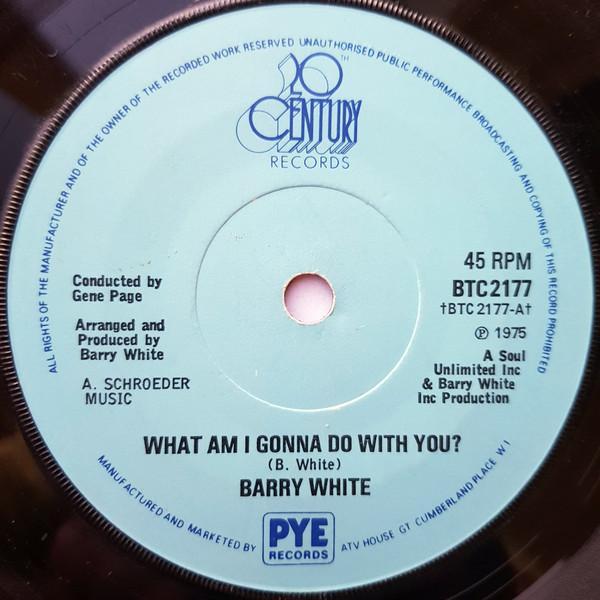 ALL RIGHTS OF THE MANUFACTURER AND OF THE OWNER OF THE RECORDED WORK RESERVED UNAUTHORISED PUBLIC PERFORMANCE BROADCASTING AND COPYING OF THIS RECORD PROHIBITED
20TH
CENTURY
RECORDS
45 RPM
BTC2177
†BTC 2177-A†
℗ 1975
A Soul
Unlimited Inc
& Barry White
Inc Production
Conducted by
Gene Page
Arranged and
Produced by
Barry White
A. SCHROEDER
MUSIC
WHAT AM I GONNA DO WITH YOU?
(B. White)
BARRY WHITE
PYE
RECORDS
MANUFACTURED AND MARKETED BY ATV HOUSE GT CUMBERLAND PLACE W1